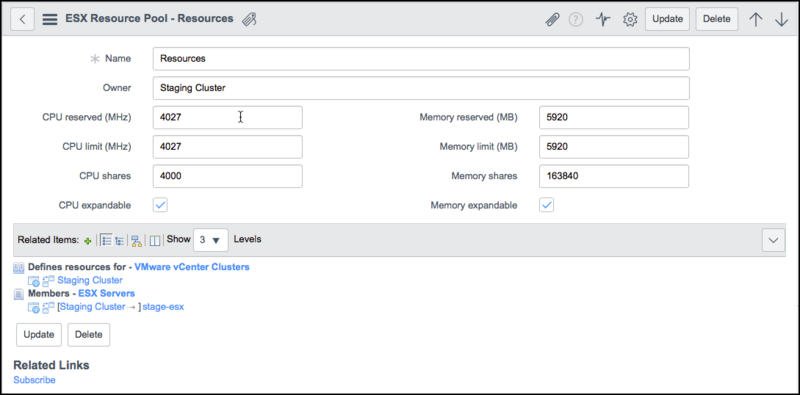 ESX Resource Pool - Resources
Update Delete
Name Resources
Owner Staging Cluster
CPU reserved (MHz) 4027 Memory reserved (MB) 5920
CPU limit (MHz) 4027 Memory limit (MB) 5920
CPU shares 4000 Memory shares 163840
CPU expandable Memory expandable
Related Items: Show 3 Levels
Defines resources for - VMware vCenter Clusters
Staging Cluster
Members - ESX Servers
[Staging Cluster → ] stage-esx
Update Delete
Related Links
Subscribe